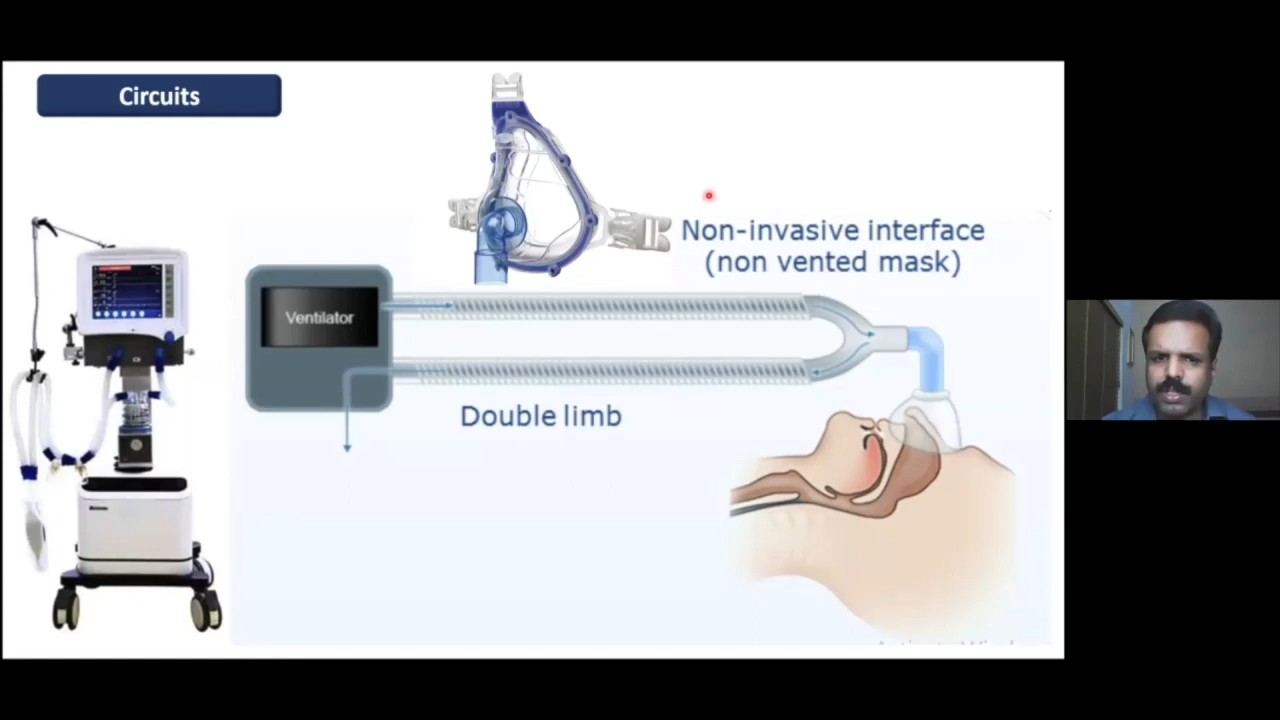 Circuits
Non-invasive interface
(non vented mask)
Ventilator
Double limb